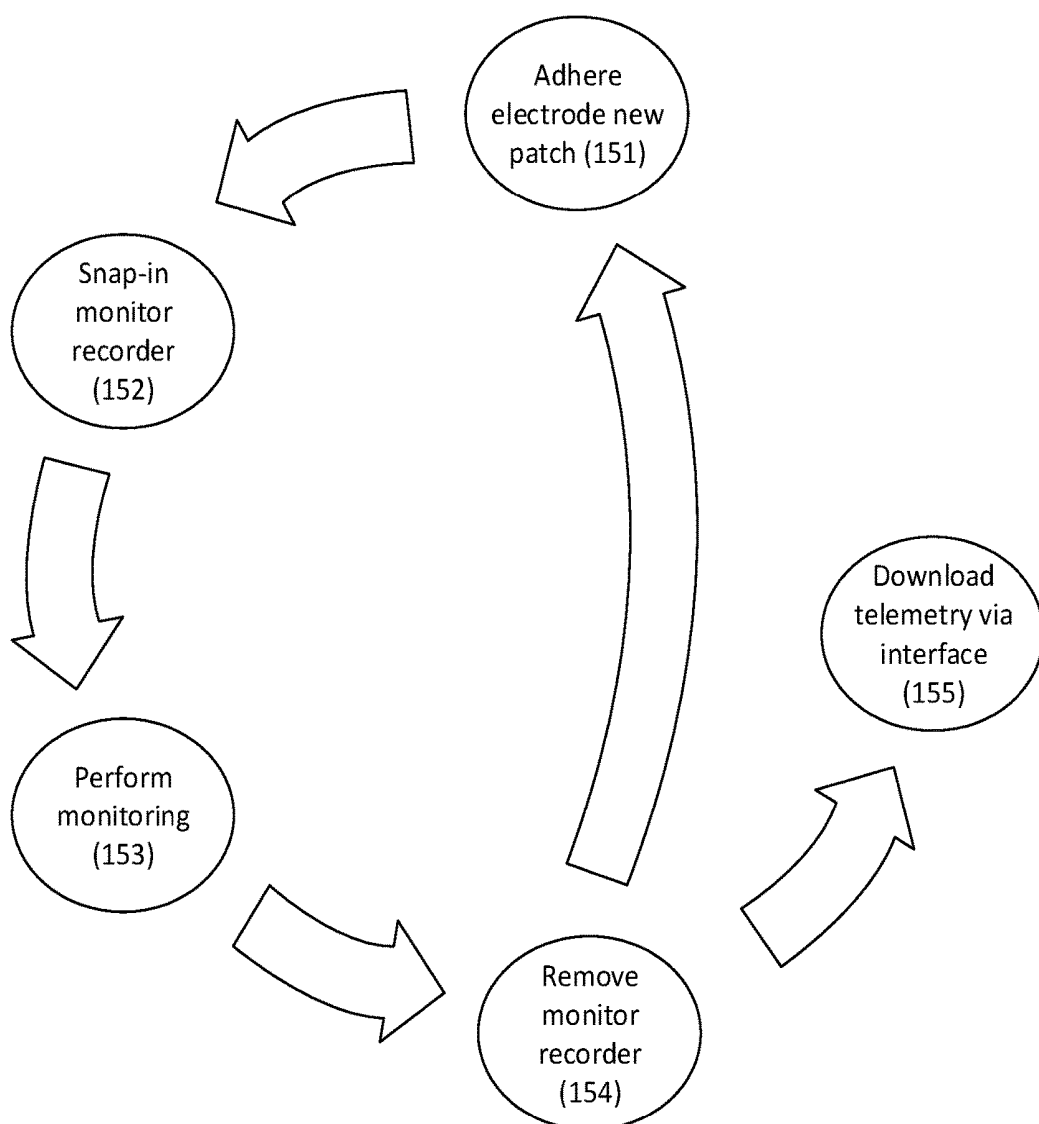 Adhere
electrode new
patch (151)
Snap-in
monitor
recorder
(152)
Perform
monitoring
(153)
Remove
monitor
recorder
(154)
Download
telemetry via
interface
(155)